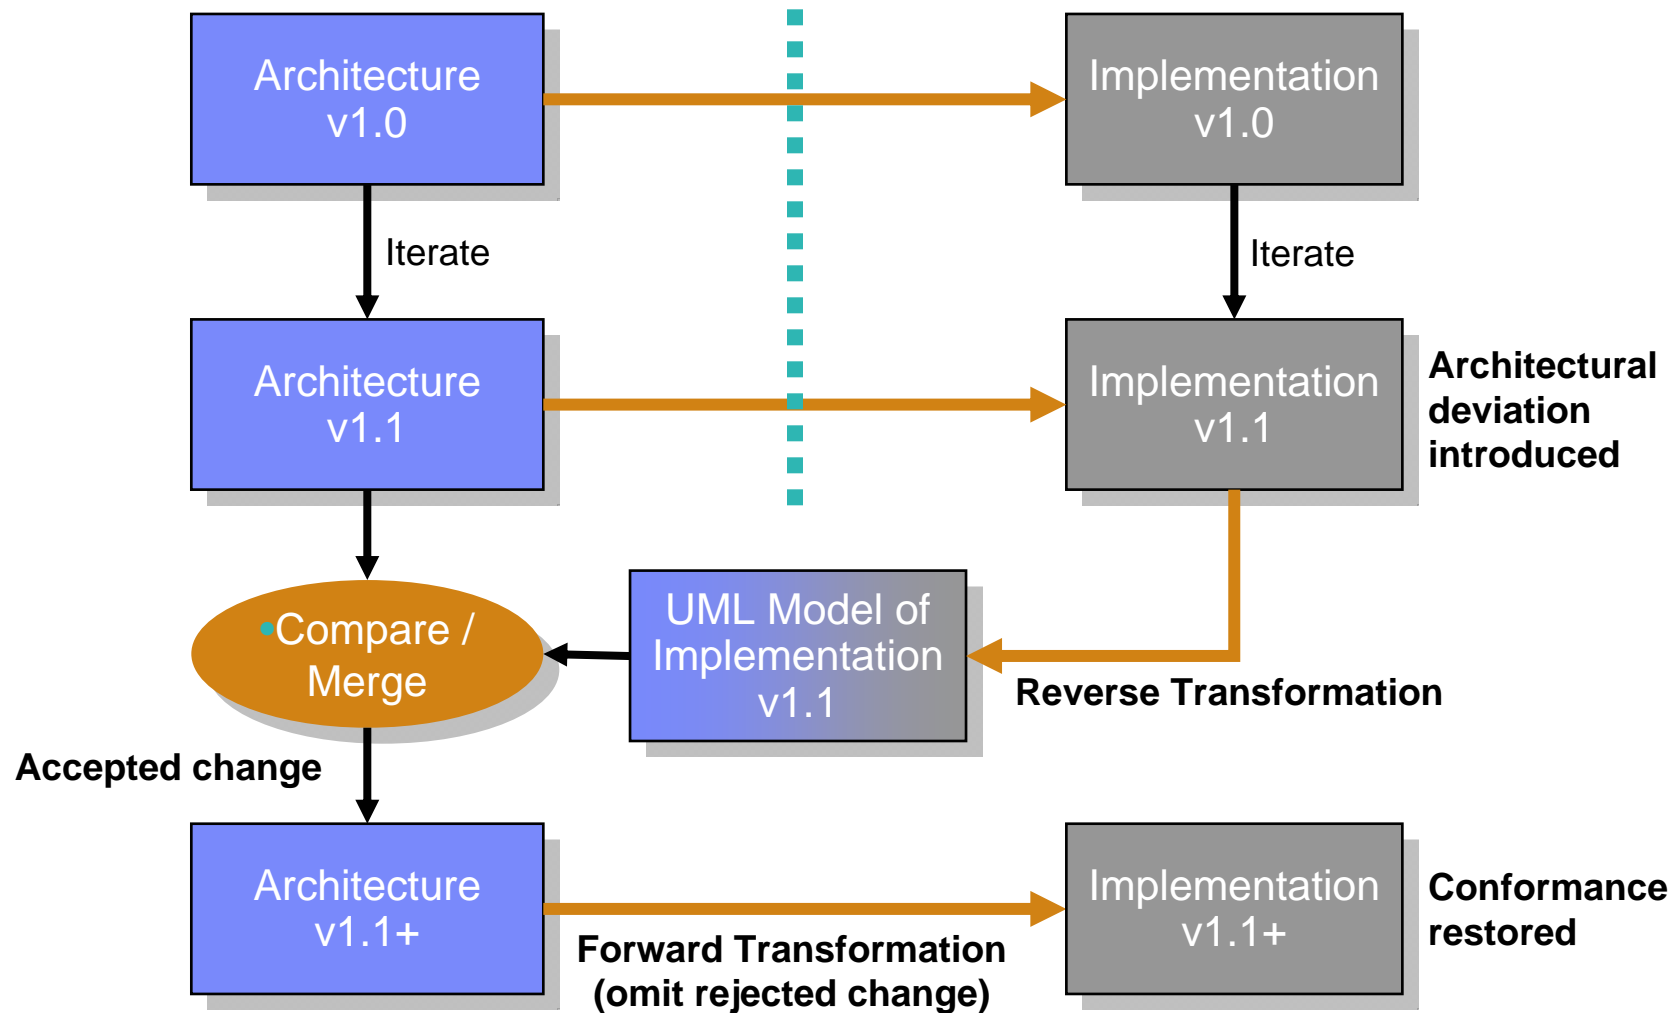 Architecture
v1.0
Implementation
v1.0
Iterate
Iterate
Architecture
v1.1
Implementation
v1.1
Architectural
deviation
introduced
•Compare /
Merge
UML Model of
Implementation
v1.1
Reverse Transformation
Accepted change
Architecture
v1.1+
Forward Transformation
(omit rejected change)
Implementation
v1.1+
Conformance
restored